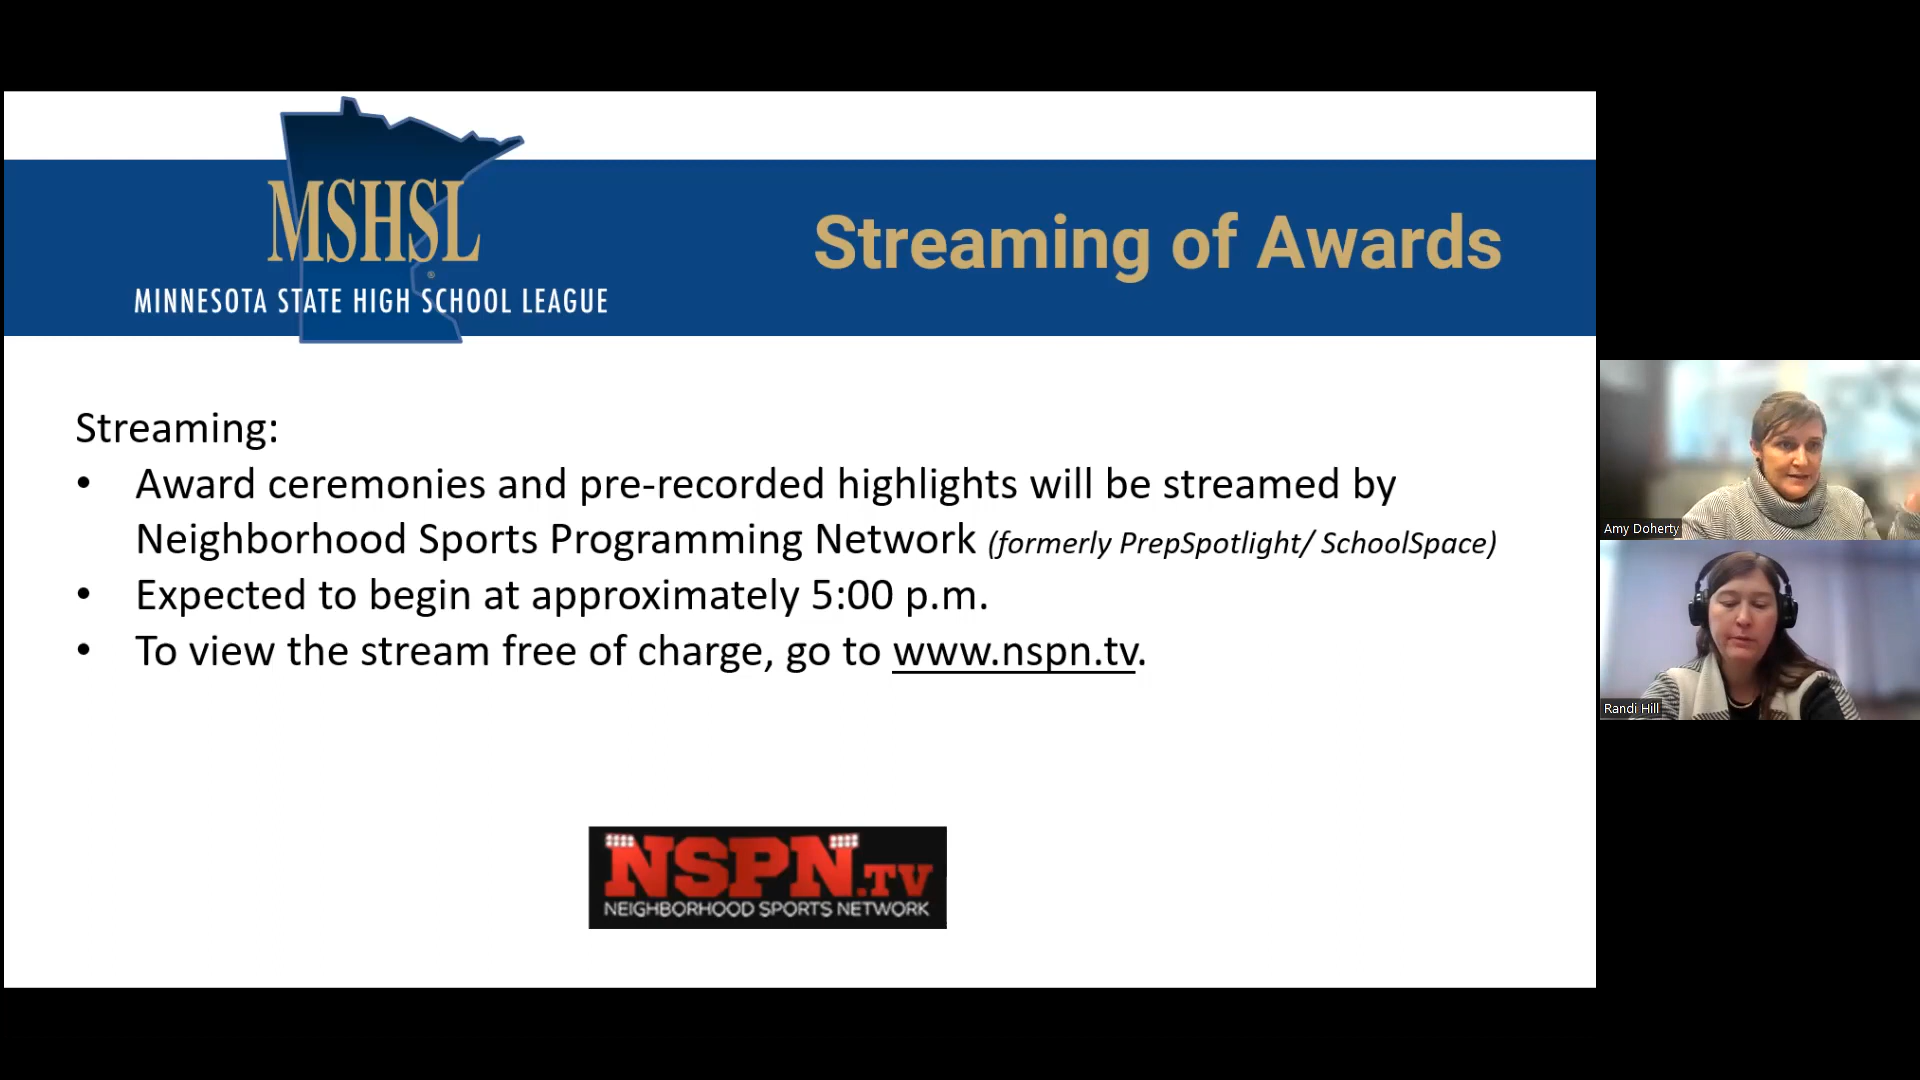 MSHSL
®
MINNESOTA STATE HIGH SCHOOL LEAGUE
Streaming of Awards
Streaming:
• Award ceremonies and pre-recorded highlights will be streamed by
Neighborhood Sports Programming Network (formerly PrepSpotlight/ SchoolSpace)
• Expected to begin at approximately 5:00 p.m.
• To view the stream free of charge, go to www.nspn.tv.
NSPN.TV
NEIGHBORHOOD SPORTS NETWORK
Amy Doherty
Randi Hill